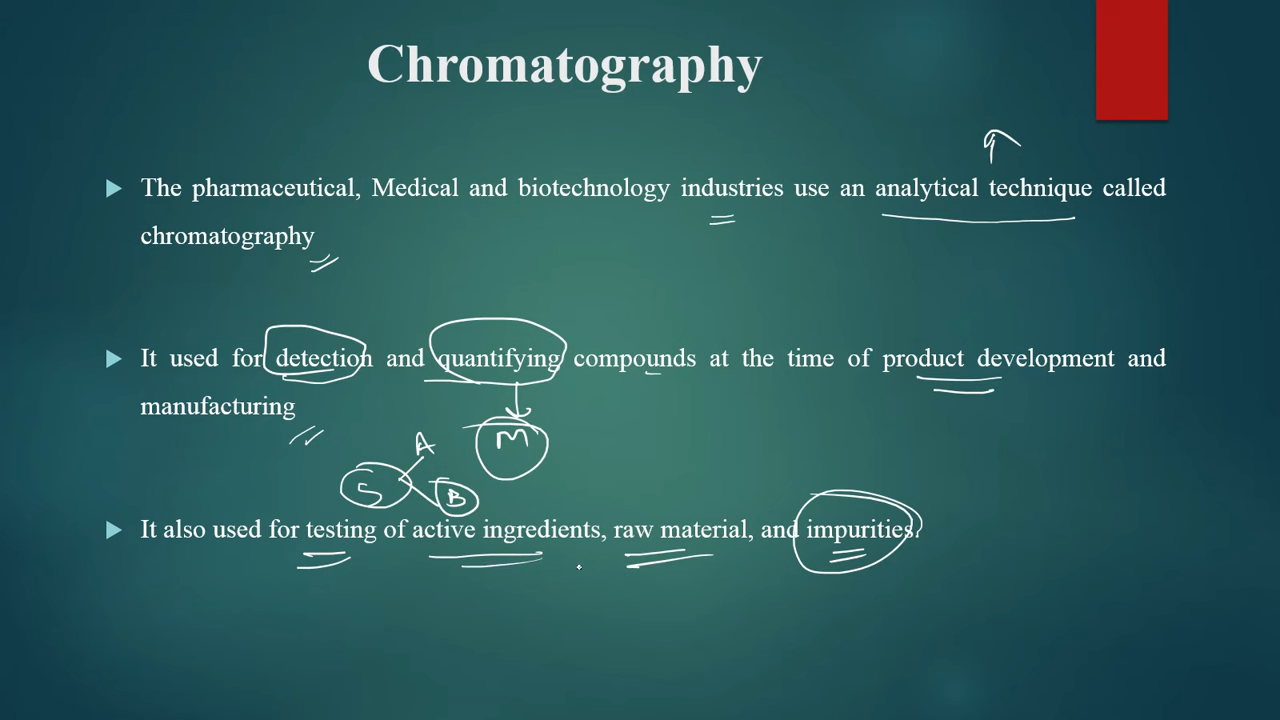 Chromatography
The pharmaceutical, Medical and biotechnology industries use an analytical technique called
chromatography
It used for detection and quantifying compounds at the time of product development and
manufacturing
A
M
S
B
It also used for testing of active ingredients, raw material, and impurities.